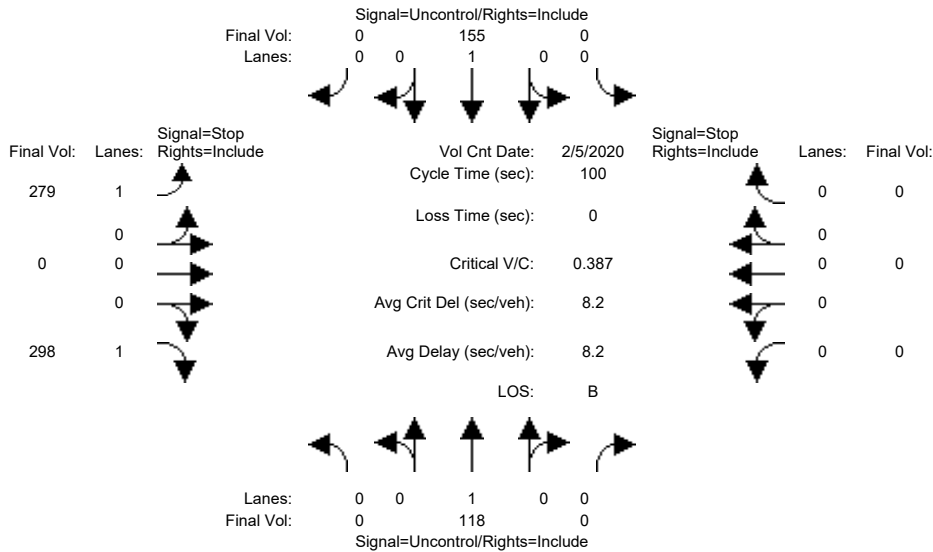 Signal=Uncontrol/Rights=Include
Final Vol: 0 155 0
Lanes: 0 0 1 0 0
Signal=Stop Signal=Stop
Final Vol: Lanes: Rights=Include Vol Cnt Date: 2/5/2020 Rights=Include Lanes: Final Vol:
Cycle Time (sec): 100
279 1 0 0
Loss Time (sec): 0
0 0
0 0 Critical V/C: 0.387 0 0
0 Avg Crit Del (sec/veh): 8.2 0
298 1 Avg Delay (sec/veh): 8.2 0 0
LOS: B
Lanes: 0 0 1 0 0
Final Vol: 0 118 0
Signal=Uncontrol/Rights=Include